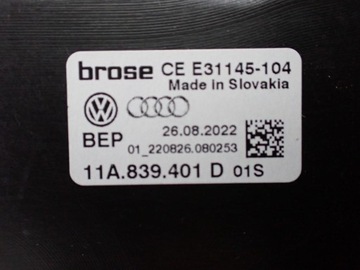 brose CE E31145-104
Made in Slovakia
BEP 26.08.2022
01_220826.080253
11A.839.401 D 01S